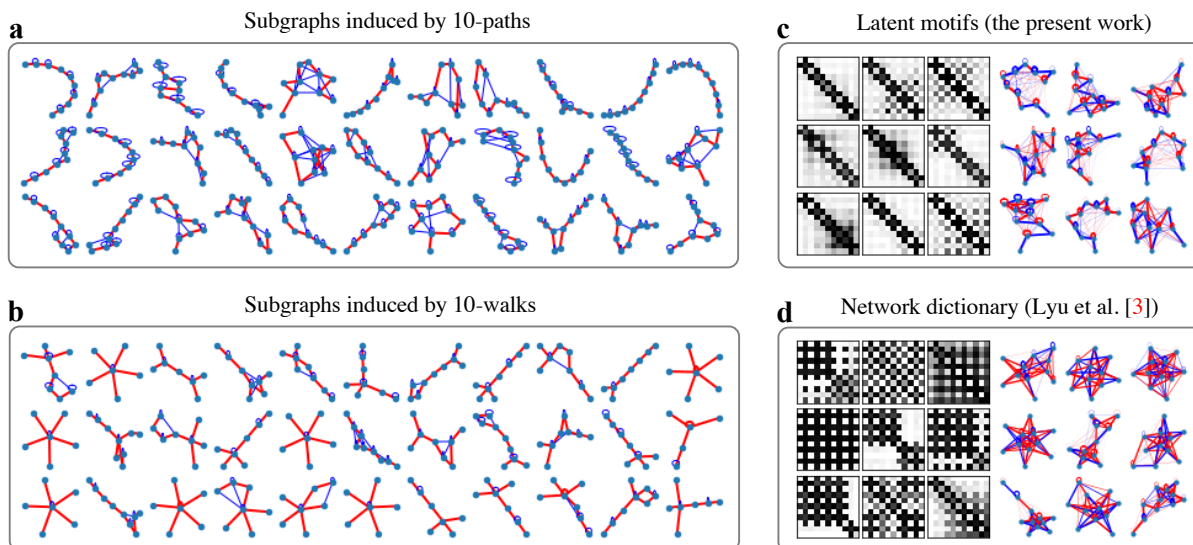 a Subgraphs induced by 10-paths
c Latent motifs (the present work)
b Subgraphs induced by 10-walks
d Network dictionary (Lyu et al. [3])